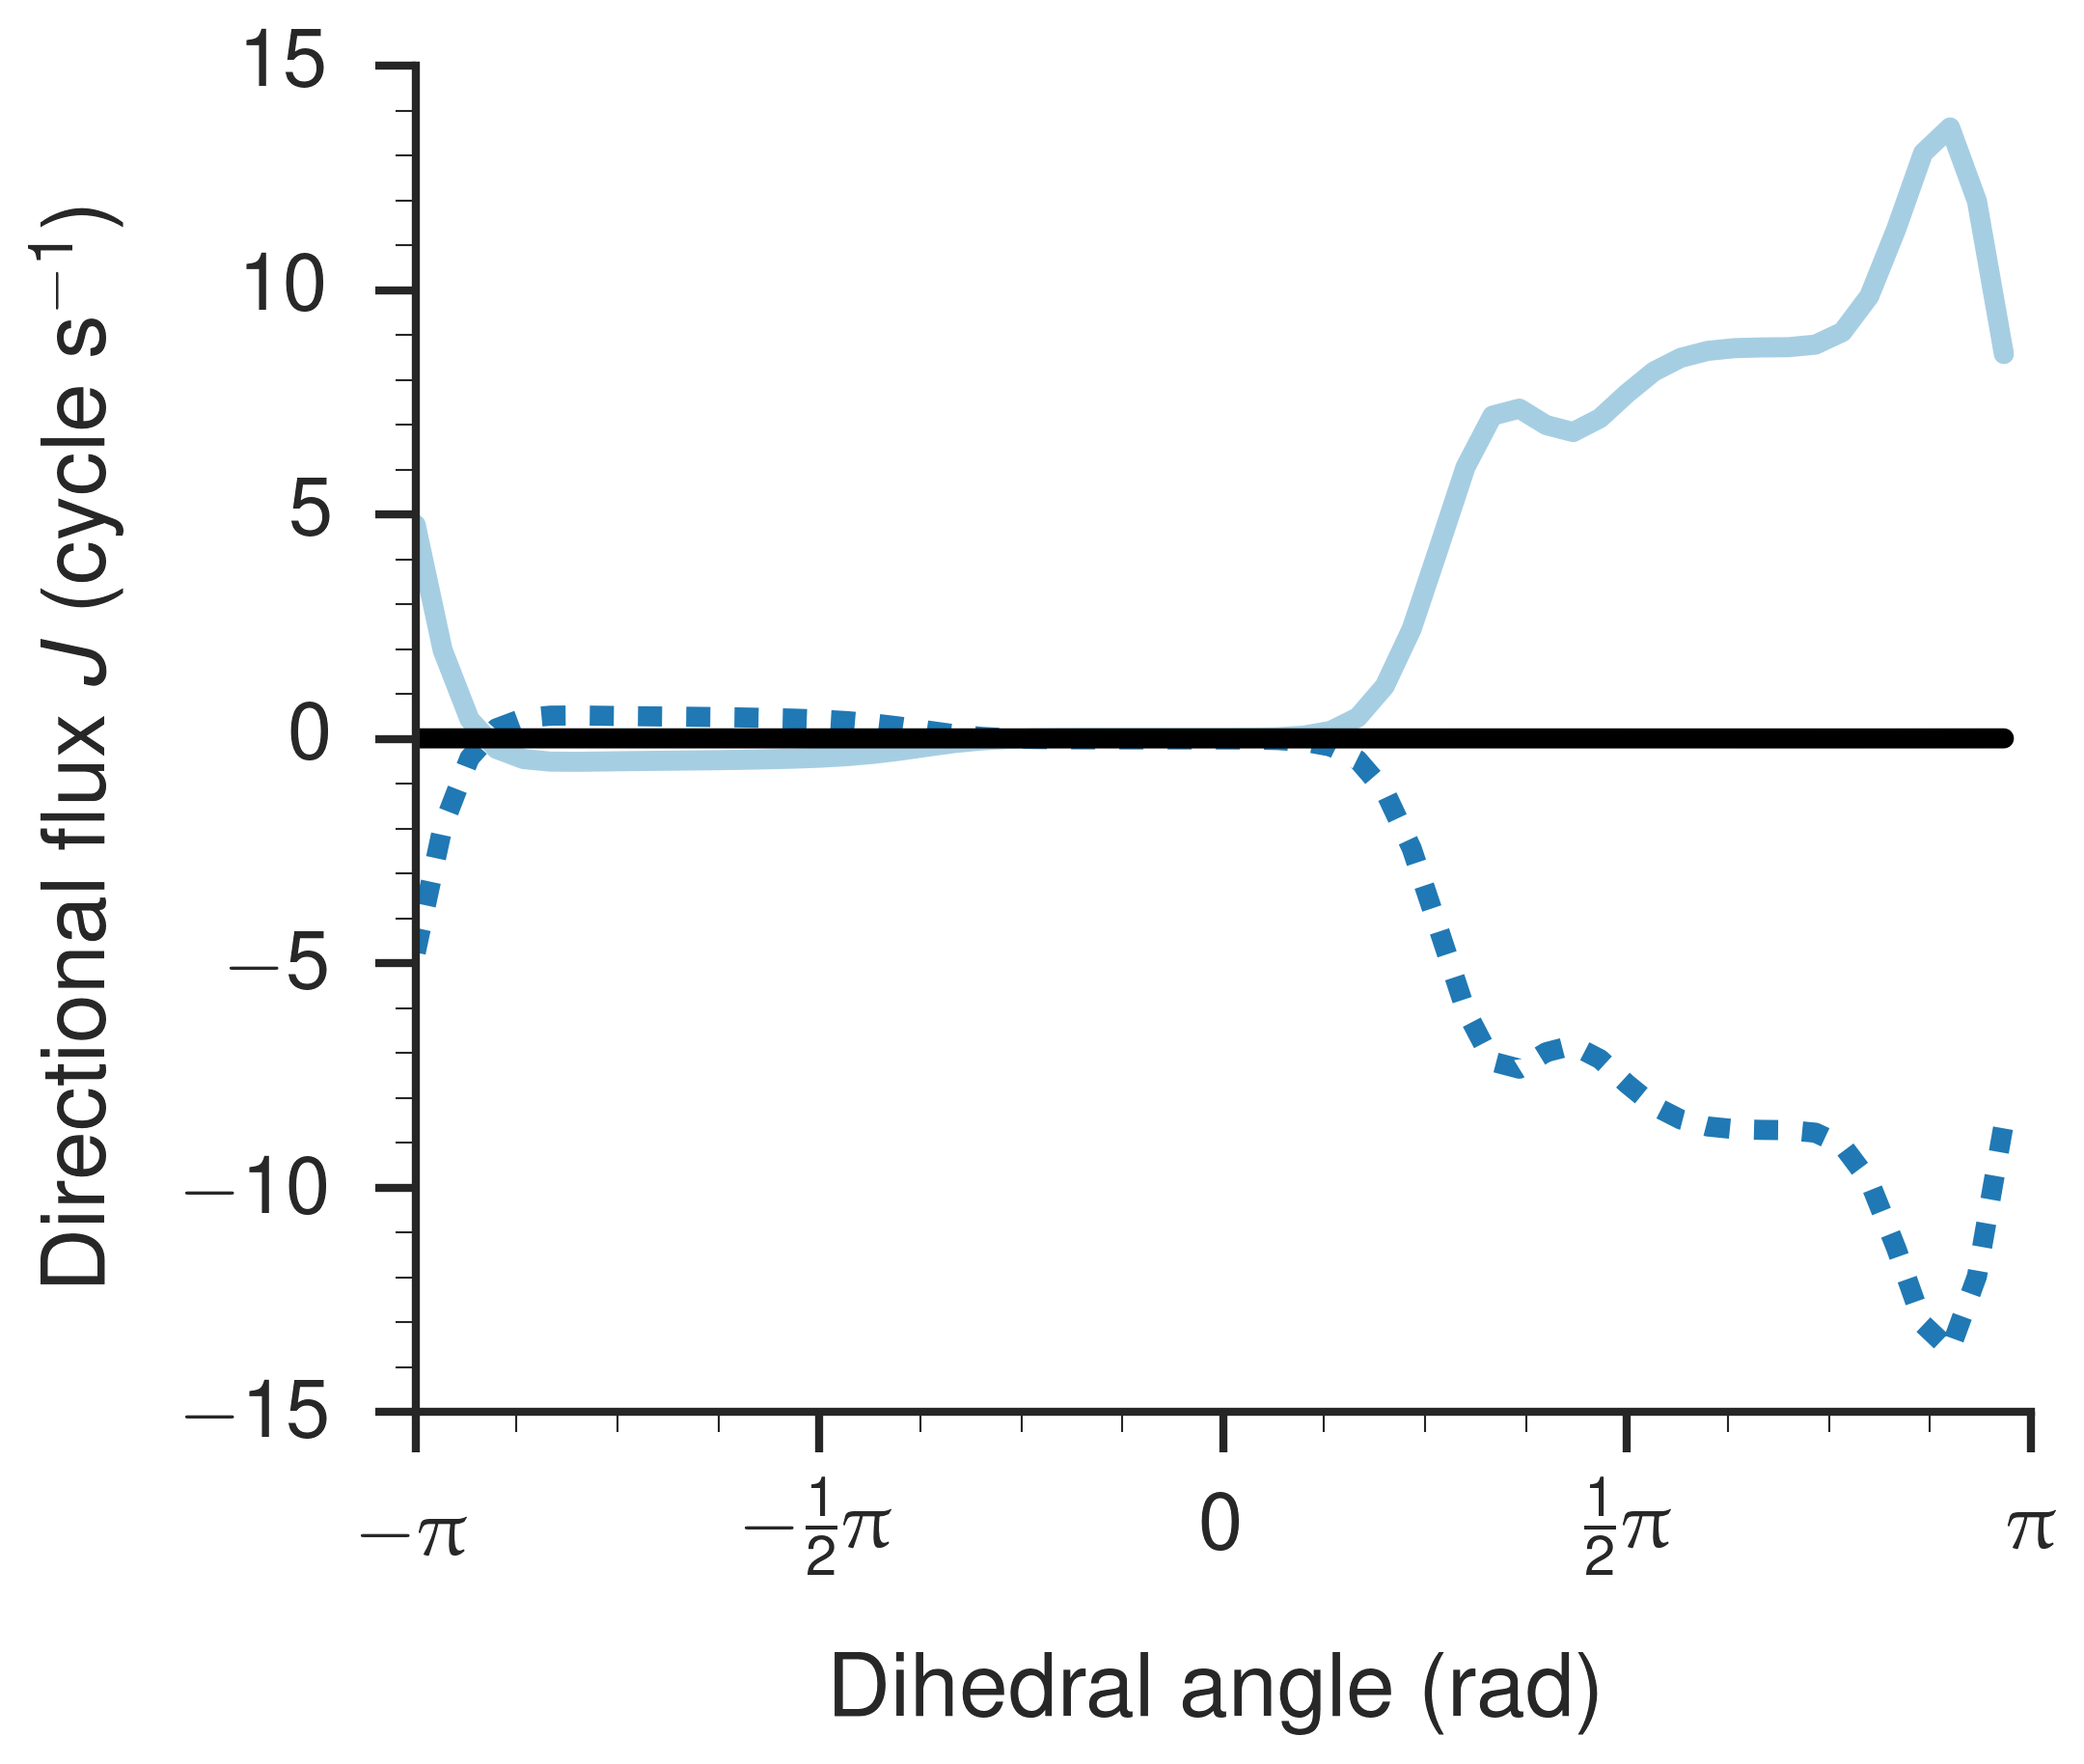 Directional flux J (cycle s⁻¹)
15
10
5
0
−5
−10
−15
−π
−1/2π
0
1/2π
π
Dihedral angle (rad)